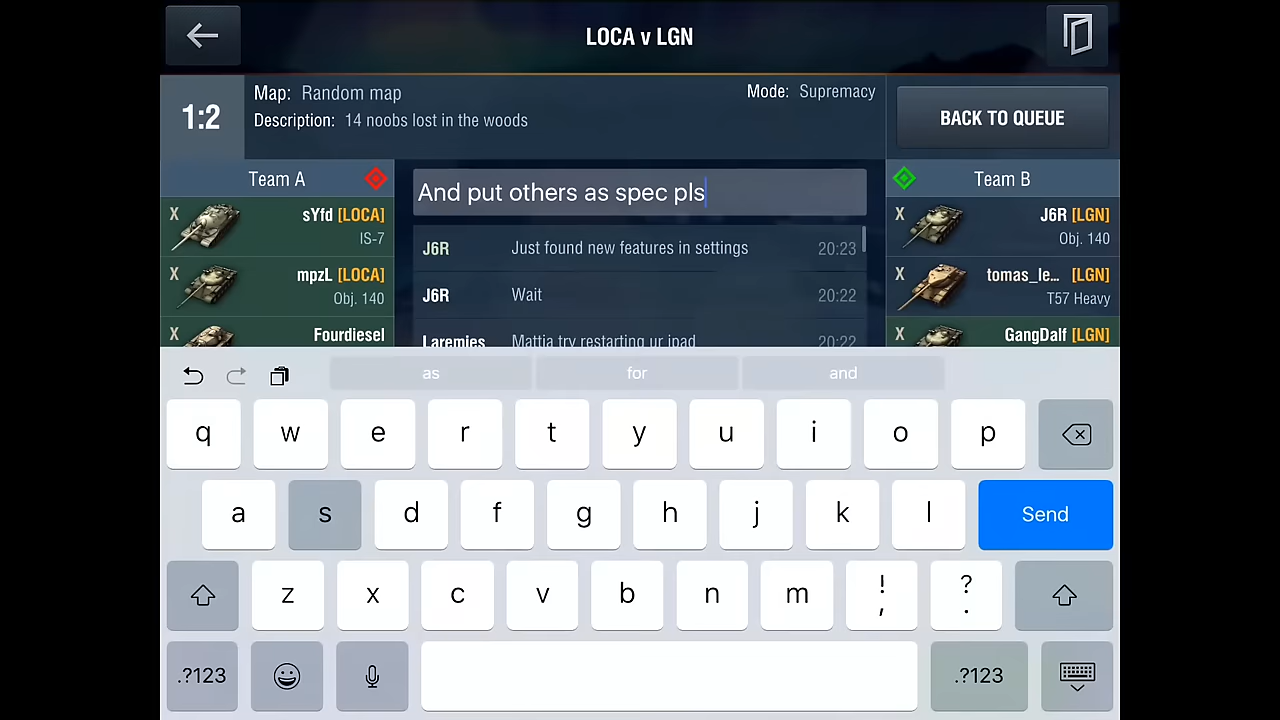 LOCA v LGN
1:2
Map: Random map
Mode: Supremacy
Description: 14 noobs lost in the woods
BACK TO QUEUE
Team A
Team B
And put others as spec pls
X sYfd [LOCA]
IS-7
X mpzL [LOCA]
Obj. 140
X Fourdiesel
J6R Just found new features in settings 20:23
J6R Wait 20:22
Laremies Mattia try restarting ur ipad 20:22
X J6R [LGN]
Obj. 140
X tomas_le... [LGN]
T57 Heavy
X GangDalf [LGN]
as for and
q w e r t y u i o p
a s d f g h j k l Send
z x c v b n m ! , ? .
.?123 .?123